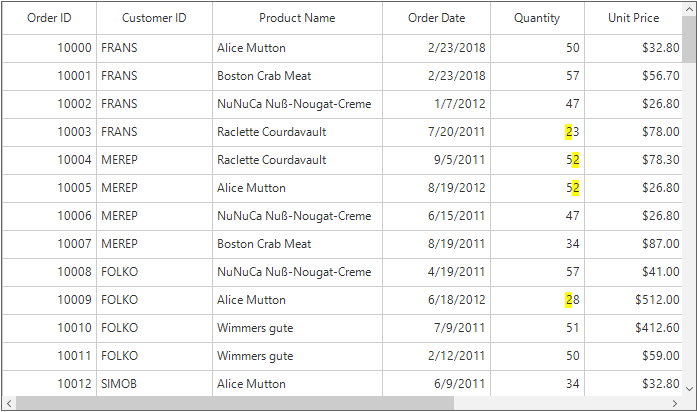 Order ID Customer ID Product Name Order Date Quantity Unit Price
10000 FRANS Alice Mutton 2/23/2018 50 $32.80
10001 FRANS Boston Crab Meat 2/23/2018 57 $56.70
10002 FRANS NuNuCa Nuß-Nougat-Creme 1/7/2012 47 $26.80
10003 FRANS Raclette Courdavault 7/20/2011 23 $78.00
10004 MEREP Raclette Courdavault 9/5/2011 52 $78.30
10005 MEREP Alice Mutton 8/19/2012 52 $26.80
10006 MEREP NuNuCa Nuß-Nougat-Creme 6/15/2011 47 $26.80
10007 MEREP Boston Crab Meat 8/19/2011 34 $87.00
10008 FOLKO NuNuCa Nuß-Nougat-Creme 4/19/2011 57 $41.00
10009 FOLKO Alice Mutton 6/18/2012 28 $512.00
10010 FOLKO Wimmers gute 7/9/2011 51 $412.60
10011 FOLKO Wimmers gute 2/12/2011 50 $59.00
10012 SIMOB Alice Mutton 6/9/2011 34 $32.80